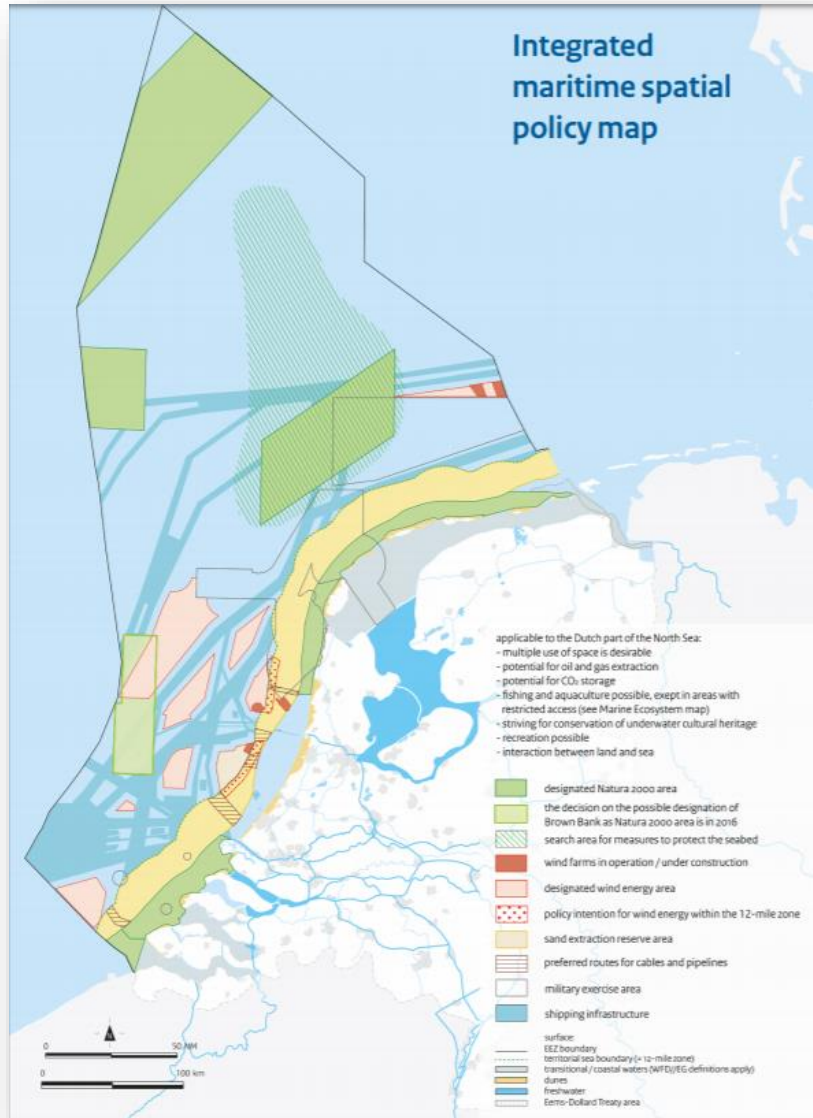 Integrated
maritime spatial
policy map
applicable to the Dutch part of the North Sea:
- multiple use of space is desirable
- potential for oil and gas extraction
- potential for CO₂ storage
- fishing and aquaculture possible, exept in areas with
restricted access (see Marine Ecosystem map)
- striving for conservation of underwater cultural heritage
- recreation possible
- interaction between land and sea
designated Natura 2000 area
the decision on the possible designation of
Brown Bank as Natura 2000 area is in 2016
search area for measures to protect the seabed
wind farms in operation / under construction
designated wind energy area
policy intention for wind energy within the 12-mile zone
sand extraction reserve area
preferred routes for cables and pipelines
military exercise area
shipping infrastructure
surface:
EEZ boundary
territorial sea boundary (= 12-mile zone)
transitional / coastal waters (WFD//EG definitions apply)
dunes
freshwater
Eems-Dollard Treaty area
0 50 NM
0 100 km